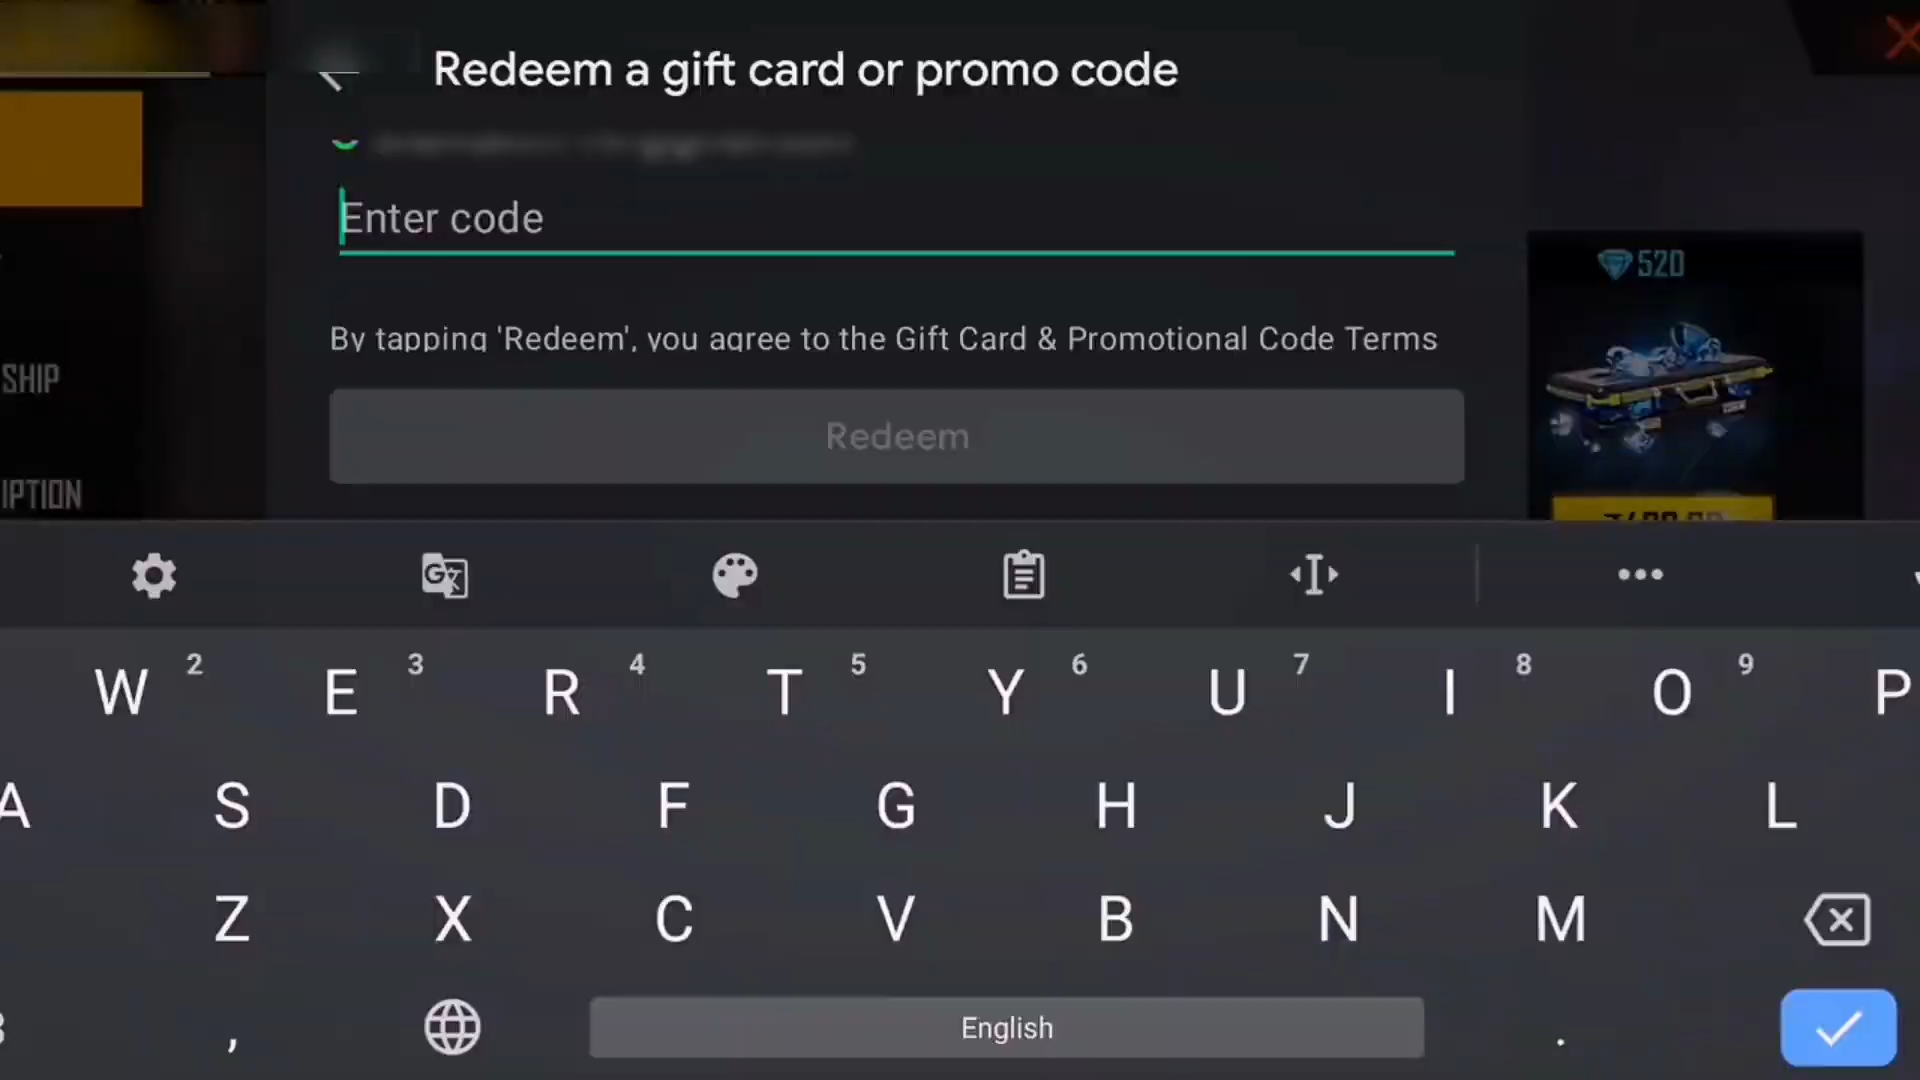 Redeem a gift card or promo code
Enter code
By tapping 'Redeem', you agree to the Gift Card & Promotional Code Terms
Redeem
520
SHIP
IPTION
W 2 E 3 R 4 T 5 Y 6 U 7 I 8 O 9 P
A S D F G H J K L
Z X C V B N M
, English .